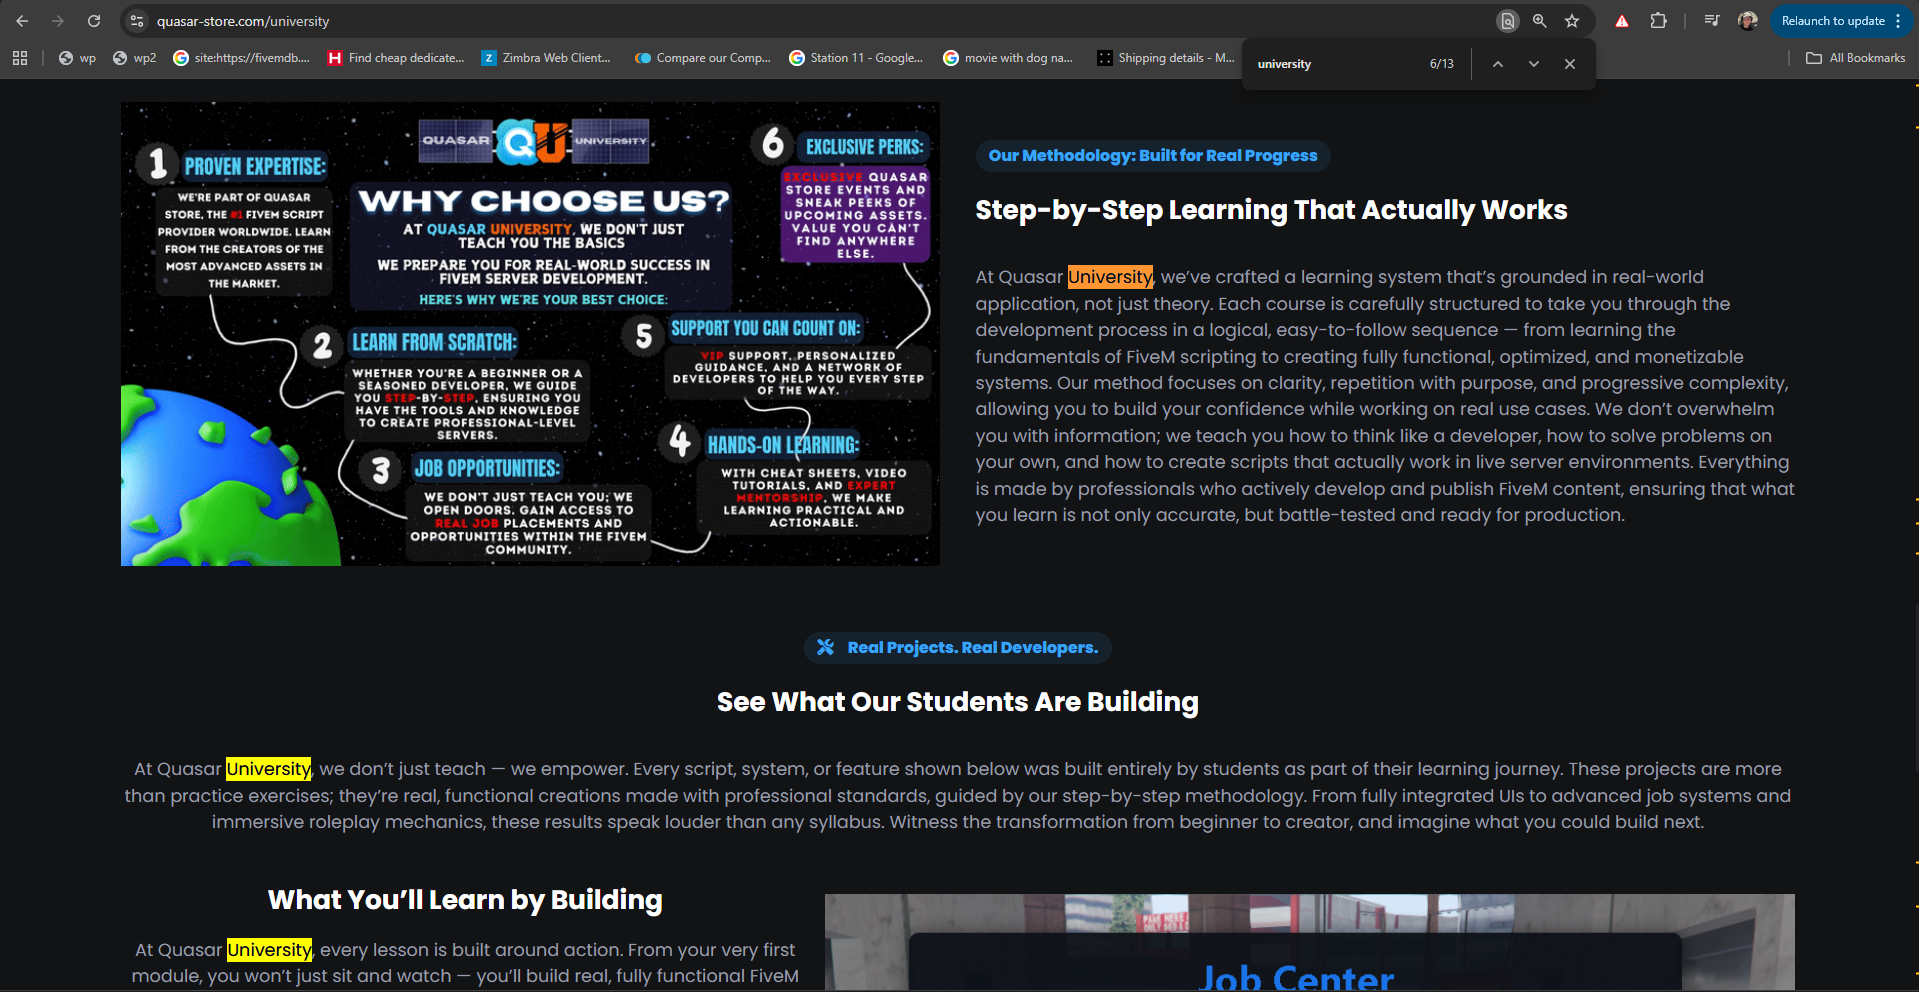 quasar-store.com/university
Relaunch to update
wp
wp2
site:https://fivemdb....
Find cheap dedicate...
Zimbra Web Client...
Compare our Comp...
Station 11 - Google...
movie with dog na...
Shipping details - M...
All Bookmarks
university
6/13
QUASAR QU UNIVERSITY
WHY CHOOSE US?
AT QUASAR UNIVERSITY, WE DON'T JUST
TEACH YOU THE BASICS
WE PREPARE YOU FOR REAL-WORLD SUCCESS IN
FIVEM SERVER DEVELOPMENT.
HERE'S WHY WE'RE YOUR BEST CHOICE:
1 PROVEN EXPERTISE:
WE'RE PART OF QUASAR
STORE, THE #1 FIVEM SCRIPT
PROVIDER WORLDWIDE. LEARN
FROM THE CREATORS OF THE
MOST ADVANCED ASSETS IN
THE MARKET.
2 LEARN FROM SCRATCH:
WHETHER YOU'RE A BEGINNER OR A
SEASONED DEVELOPER, WE GUIDE
YOU STEP-BY-STEP, ENSURING YOU
HAVE THE TOOLS AND KNOWLEDGE
TO CREATE PROFESSIONAL-LEVEL
SERVERS.
3 JOB OPPORTUNITIES:
WE DON'T JUST TEACH YOU; WE
OPEN DOORS. GAIN ACCESS TO
REAL JOB PLACEMENTS AND
OPPORTUNITIES WITHIN THE FIVEM
COMMUNITY.
4 HANDS-ON LEARNING:
WITH CHEAT SHEETS, VIDEO
TUTORIALS, AND EXPERT
MENTORSHIP, WE MAKE
LEARNING PRACTICAL AND
ACTIONABLE.
5 SUPPORT YOU CAN COUNT ON:
VIP SUPPORT, PERSONALIZED
GUIDANCE, AND A NETWORK OF
DEVELOPERS TO HELP YOU EVERY STEP
OF THE WAY.
6 EXCLUSIVE PERKS:
EXCLUSIVE QUASAR
STORE EVENTS AND
SNEAK PEEKS OF
UPCOMING ASSETS.
VALUE YOU CAN'T
FIND ANYWHERE
ELSE.
Our Methodology: Built for Real Progress
Step-by-Step Learning That Actually Works
At Quasar University, we’ve crafted a learning system that’s grounded in real-world
application, not just theory. Each course is carefully structured to take you through the
development process in a logical, easy-to-follow sequence — from learning the
fundamentals of FiveM scripting to creating fully functional, optimized, and monetizable
systems. Our method focuses on clarity, repetition with purpose, and progressive complexity,
allowing you to build your confidence while working on real use cases. We don’t overwhelm
you with information; we teach you how to think like a developer, how to solve problems on
your own, and how to create scripts that actually work in live server environments. Everything
is made by professionals who actively develop and publish FiveM content, ensuring that what
you learn is not only accurate, but battle-tested and ready for production.
Real Projects. Real Developers.
See What Our Students Are Building
At Quasar University, we don’t just teach — we empower. Every script, system, or feature shown below was built entirely by students as part of their learning journey. These projects are more
than practice exercises; they’re real, functional creations made with professional standards, guided by our step-by-step methodology. From fully integrated UIs to advanced job systems and
immersive roleplay mechanics, these results speak louder than any syllabus. Witness the transformation from beginner to creator, and imagine what you could build next.
What You’ll Learn by Building
At Quasar University, every lesson is built around action. From your very first
module, you won’t just sit and watch — you’ll build real, fully functional FiveM
Job Center